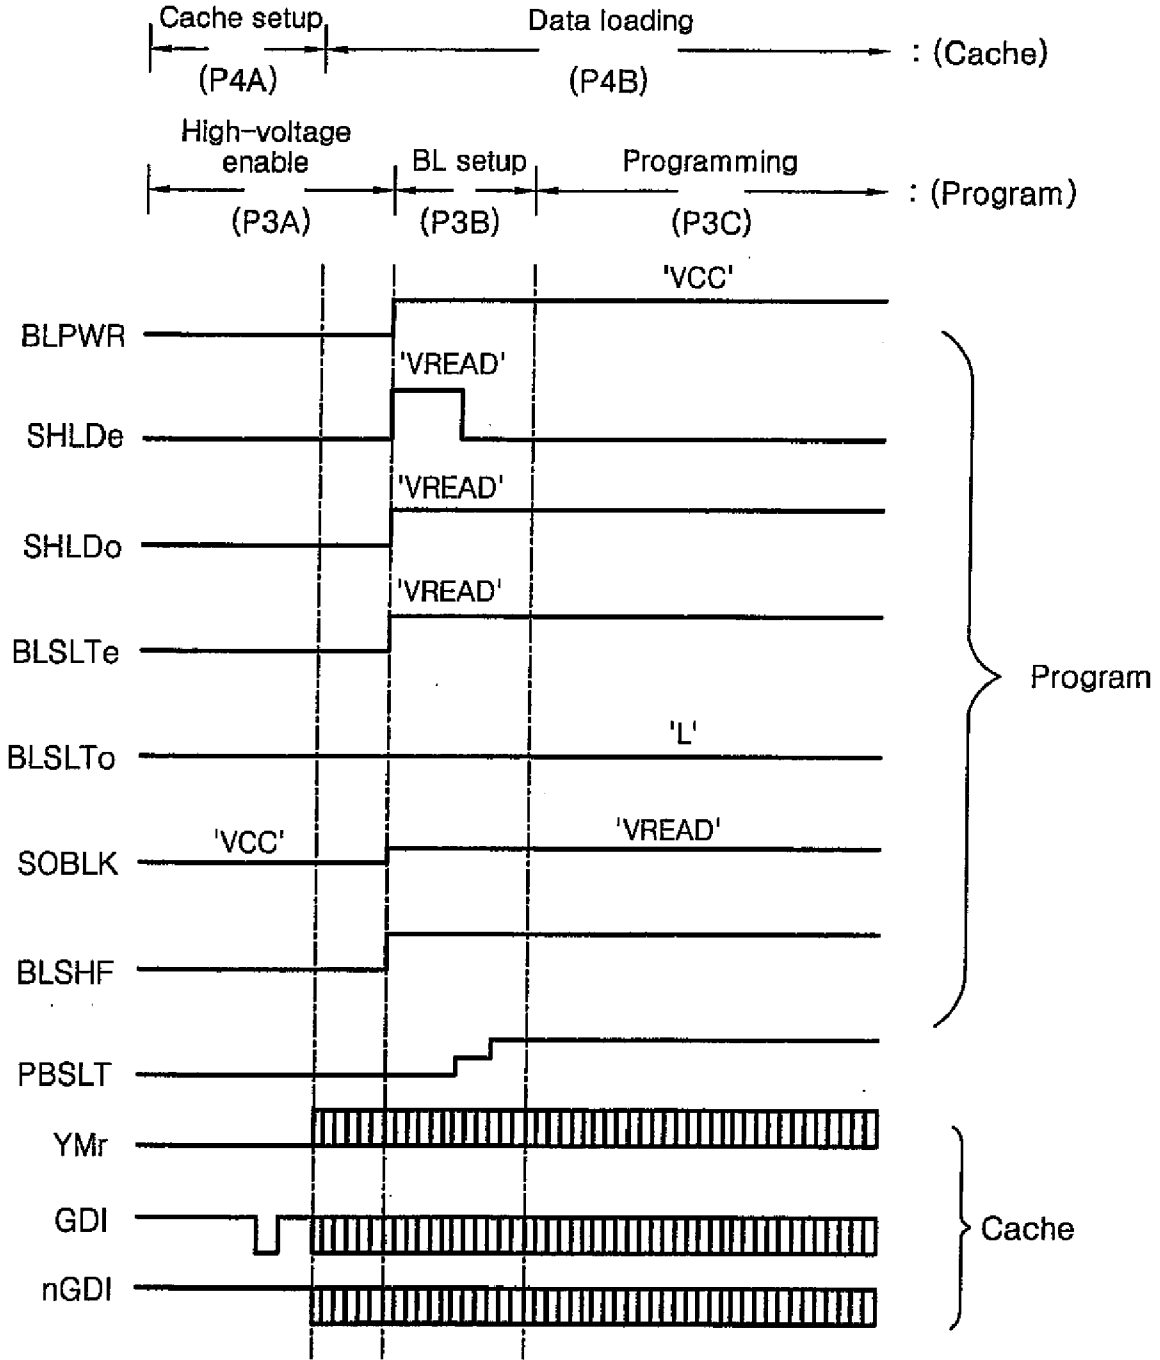 Cache setup
Data loading
: (Cache)
(P4A)
(P4B)
High-voltage
enable
BL setup
Programming
: (Program)
(P3A)
(P3B)
(P3C)
'VCC'
BLPWR
'VREAD'
SHLDe
'VREAD'
SHLDo
'VREAD'
BLSLTe
Program
'L'
BLSLTo
'VCC'
'VREAD'
SOBLK
BLSHF
PBSLT
YMr
GDI
Cache
nGDI